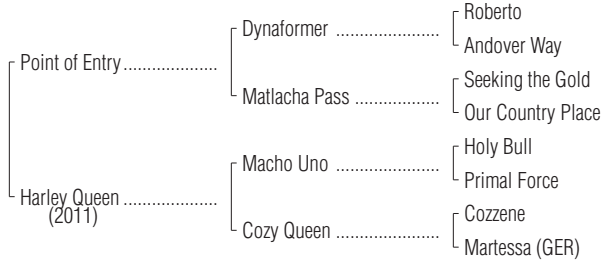 Roberto
Dynaformer ......................
Andover Way
Point of Entry....................
Seeking the Gold
Matlacha Pass ..................
Our Country Place
Holy Bull
Macho Uno ......................
Primal Force
Harley Queen ....................
(2011)
Cozzene
Cozy Queen ......................
Martessa (GER)